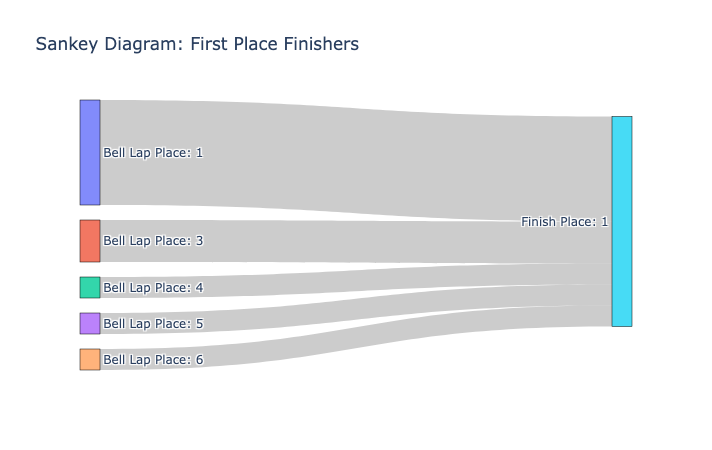 Sankey Diagram: First Place Finishers
Bell Lap Place: 1
Bell Lap Place: 3
Finish Place: 1
Bell Lap Place: 4
Bell Lap Place: 5
Bell Lap Place: 6